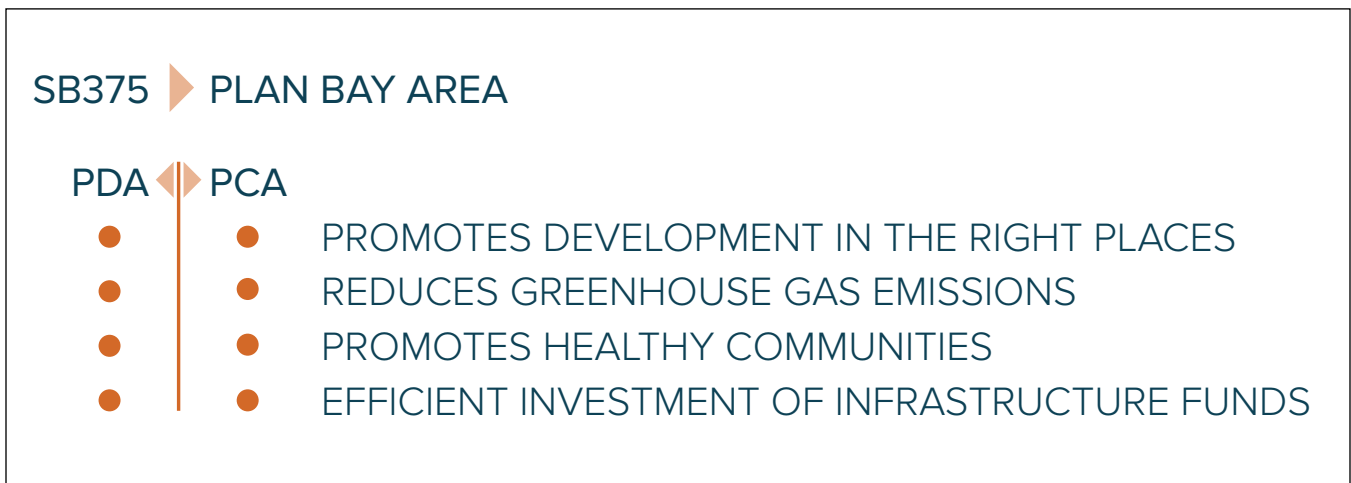 SB375 PLAN BAY AREA
PDA PCA
PROMOTES DEVELOPMENT IN THE RIGHT PLACES
REDUCES GREENHOUSE GAS EMISSIONS
PROMOTES HEALTHY COMMUNITIES
EFFICIENT INVESTMENT OF INFRASTRUCTURE FUNDS